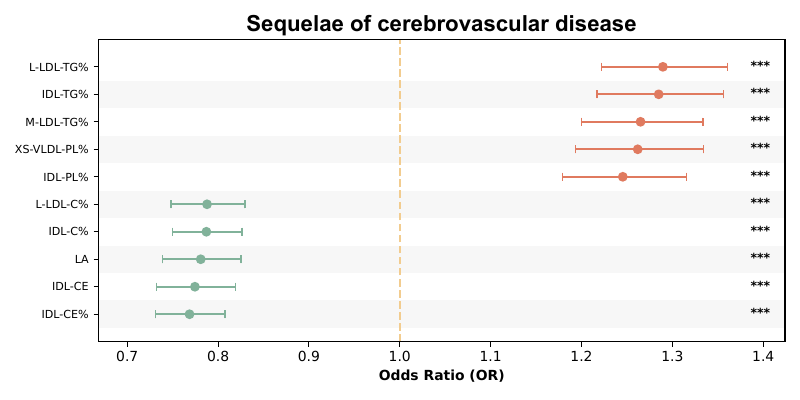 Sequelae of cerebrovascular disease
L-LDL-TG% ***
IDL-TG% ***
M-LDL-TG% ***
XS-VLDL-PL% ***
IDL-PL% ***
L-LDL-C% ***
IDL-C% ***
LA ***
IDL-CE ***
IDL-CE% ***
0.7 0.8 0.9 1.0 1.1 1.2 1.3 1.4
Odds Ratio (OR)